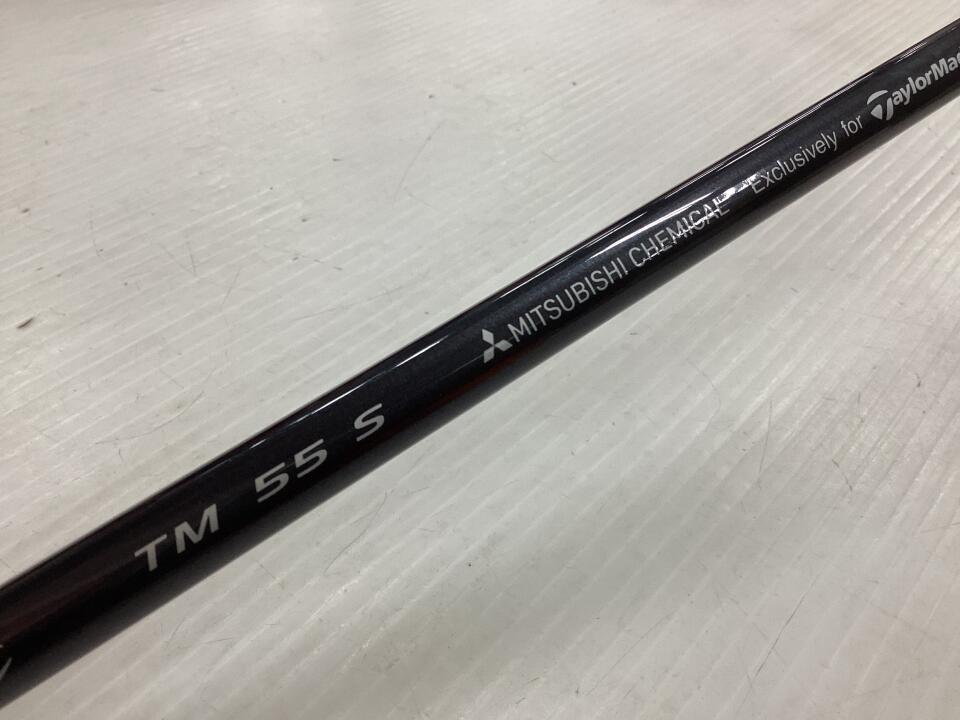 TM 55 S
MITSUBISHI CHEMICAL Exclusively for TaylorMade